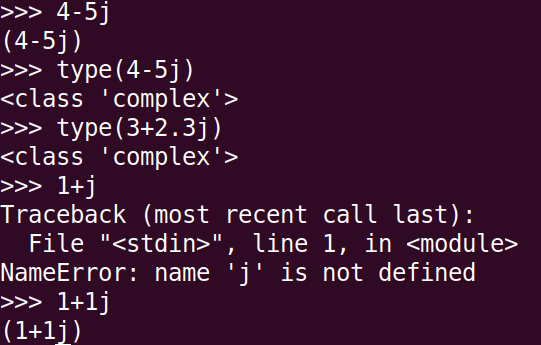 >>> 4-5j
(4-5j)
>>> type(4-5j)
<class 'complex'>
>>> type(3+2.3j)
<class 'complex'>
>>> 1+j
Traceback (most recent call last):
  File "<stdin>", line 1, in <module>
NameError: name 'j' is not defined
>>> 1+1j
(1+1j)